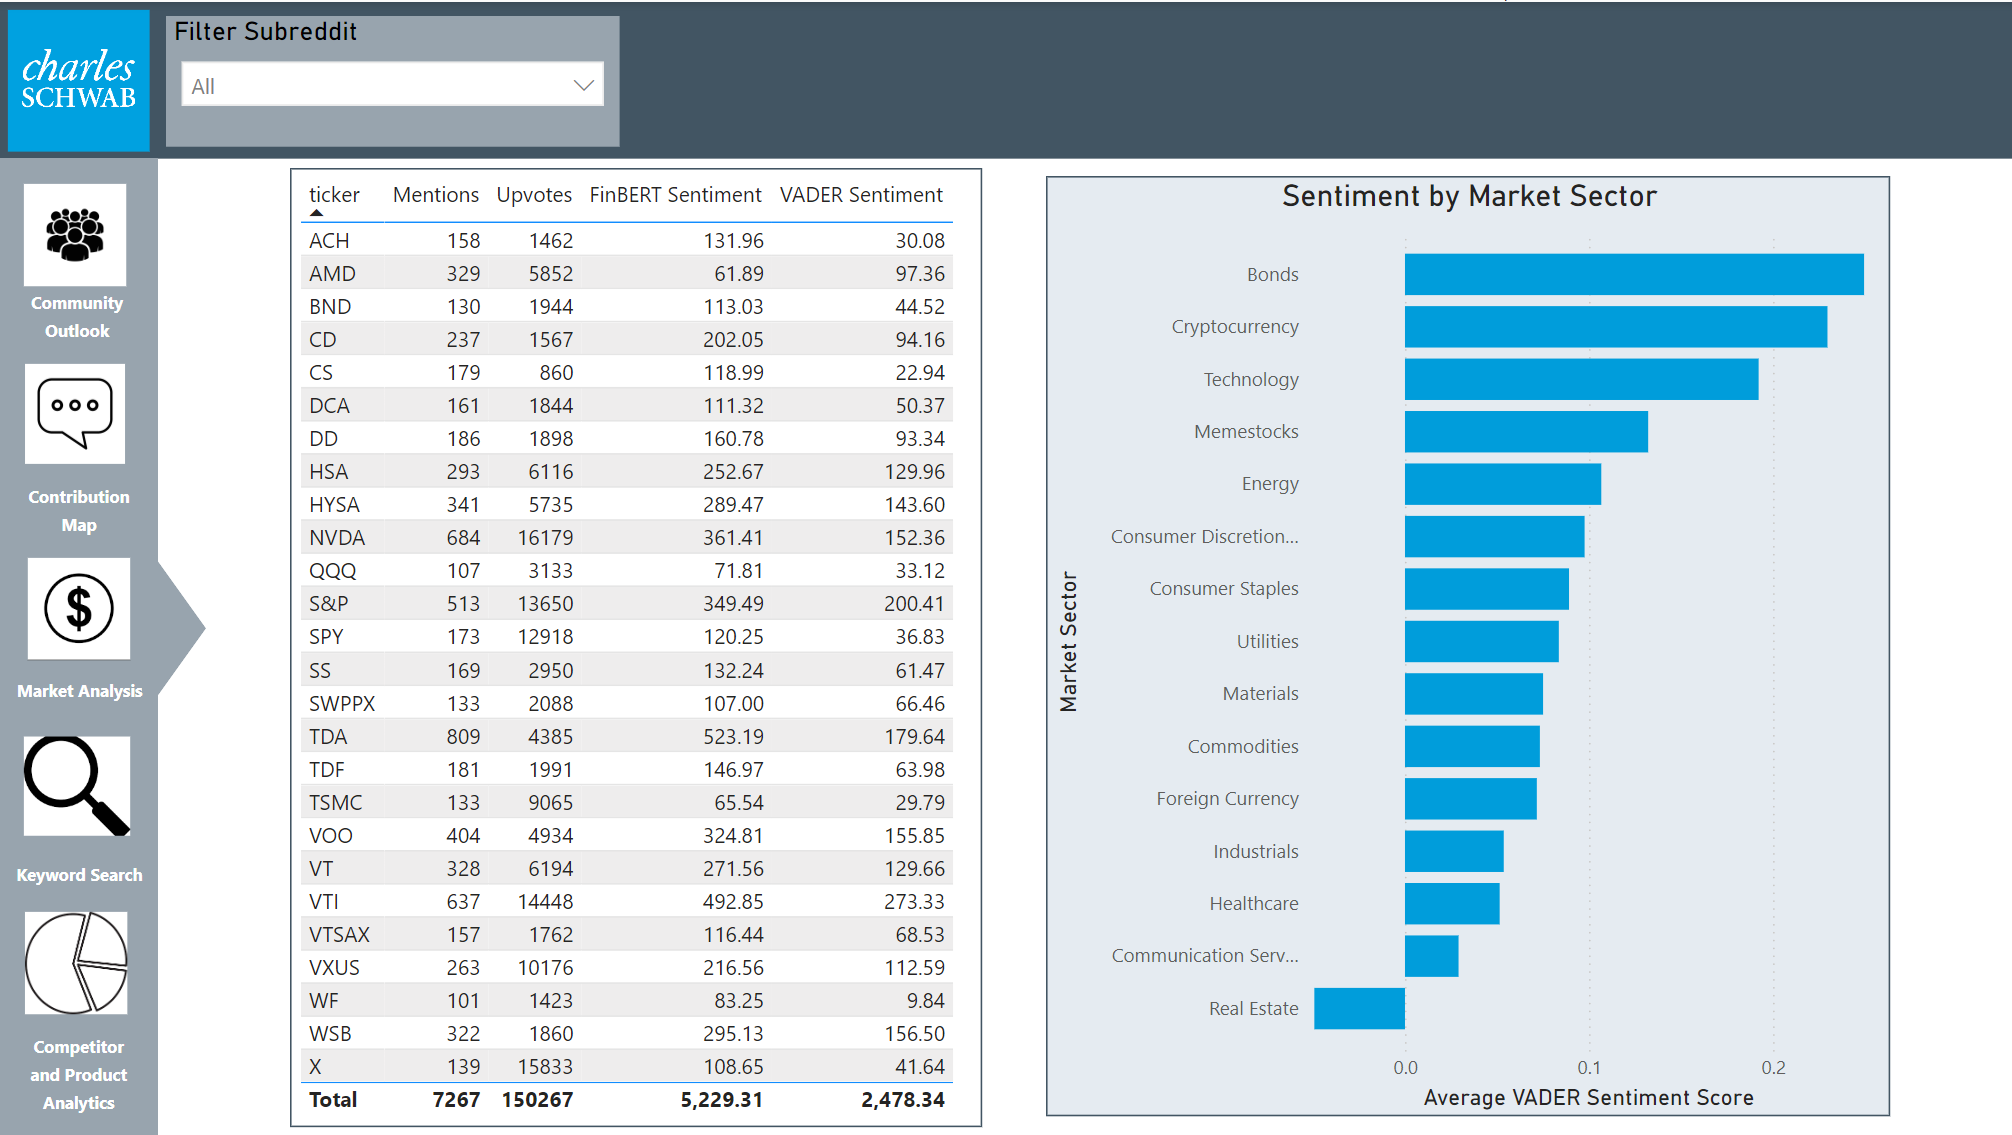 charles
SCHWAB
Filter Subreddit
All
Community
Outlook
Contribution
Map
Market Analysis
Keyword Search
Competitor
and Product
Analytics
ticker Mentions Upvotes FinBERT Sentiment VADER Sentiment
ACH 158 1462 131.96 30.08
AMD 329 5852 61.89 97.36
BND 130 1944 113.03 44.52
CD 237 1567 202.05 94.16
CS 179 860 118.99 22.94
DCA 161 1844 111.32 50.37
DD 186 1898 160.78 93.34
HSA 293 6116 252.67 129.96
HYSA 341 5735 289.47 143.60
NVDA 684 16179 361.41 152.36
QQQ 107 3133 71.81 33.12
S&P 513 13650 349.49 200.41
SPY 173 12918 120.25 36.83
SS 169 2950 132.24 61.47
SWPPX 133 2088 107.00 66.46
TDA 809 4385 523.19 179.64
TDF 181 1991 146.97 63.98
TSMC 133 9065 65.54 29.79
VOO 404 4934 324.81 155.85
VT 328 6194 271.56 129.66
VTI 637 14448 492.85 273.33
VTSAX 157 1762 116.44 68.53
VXUS 263 10176 216.56 112.59
WF 101 1423 83.25 9.84
WSB 322 1860 295.13 156.50
X 139 15833 108.65 41.64
Total 7267 150267 5,229.31 2,478.34
Sentiment by Market Sector
Market Sector
Bonds
Cryptocurrency
Technology
Memestocks
Energy
Consumer Discretion...
Consumer Staples
Utilities
Materials
Commodities
Foreign Currency
Industrials
Healthcare
Communication Serv...
Real Estate
0.0 0.1 0.2
Average VADER Sentiment Score